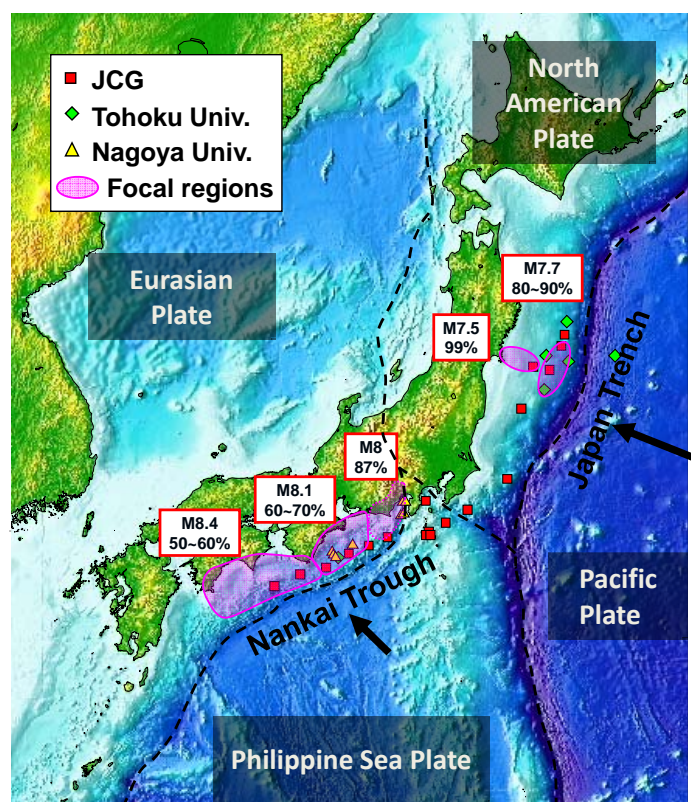 JCG
Tohoku Univ.
Nagoya Univ.
Focal regions
North
American
Plate
Eurasian
Plate
M7.7
80~90%
M7.5
99%
Japan Trench
M8
87%
M8.1
60~70%
M8.4
50~60%
Nankai Trough
Pacific
Plate
Philippine Sea Plate